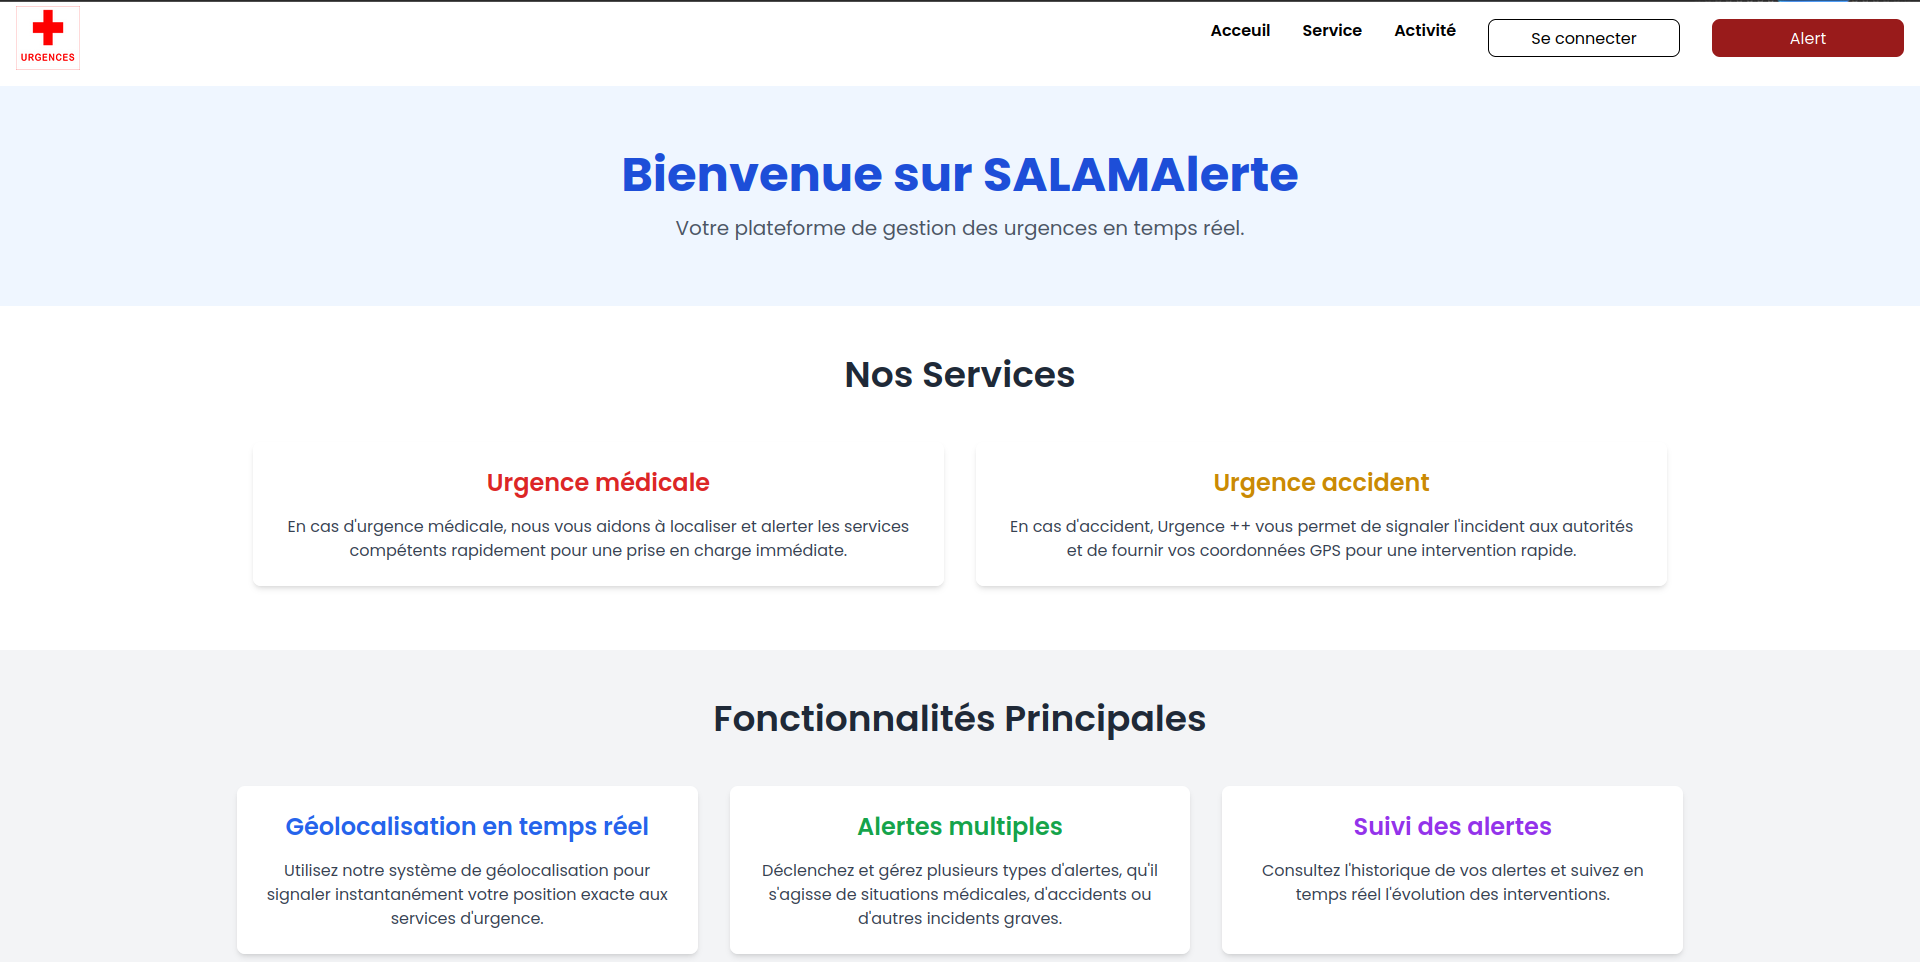 URGENCES
Acceuil
Service
Activité
Se connecter
Alert
Bienvenue sur SALAMAlerte
Votre plateforme de gestion des urgences en temps réel.
Nos Services
Urgence médicale
En cas d'urgence médicale, nous vous aidons à localiser et alerter les services
compétents rapidement pour une prise en charge immédiate.
Urgence accident
En cas d'accident, Urgence ++ vous permet de signaler l'incident aux autorités
et de fournir vos coordonnées GPS pour une intervention rapide.
Fonctionnalités Principales
Géolocalisation en temps réel
Utilisez notre système de géolocalisation pour
signaler instantanément votre position exacte aux
services d'urgence.
Alertes multiples
Déclenchez et gérez plusieurs types d'alertes, qu'il
s'agisse de situations médicales, d'accidents ou
d'autres incidents graves.
Suivi des alertes
Consultez l'historique de vos alertes et suivez en
temps réel l'évolution des interventions.